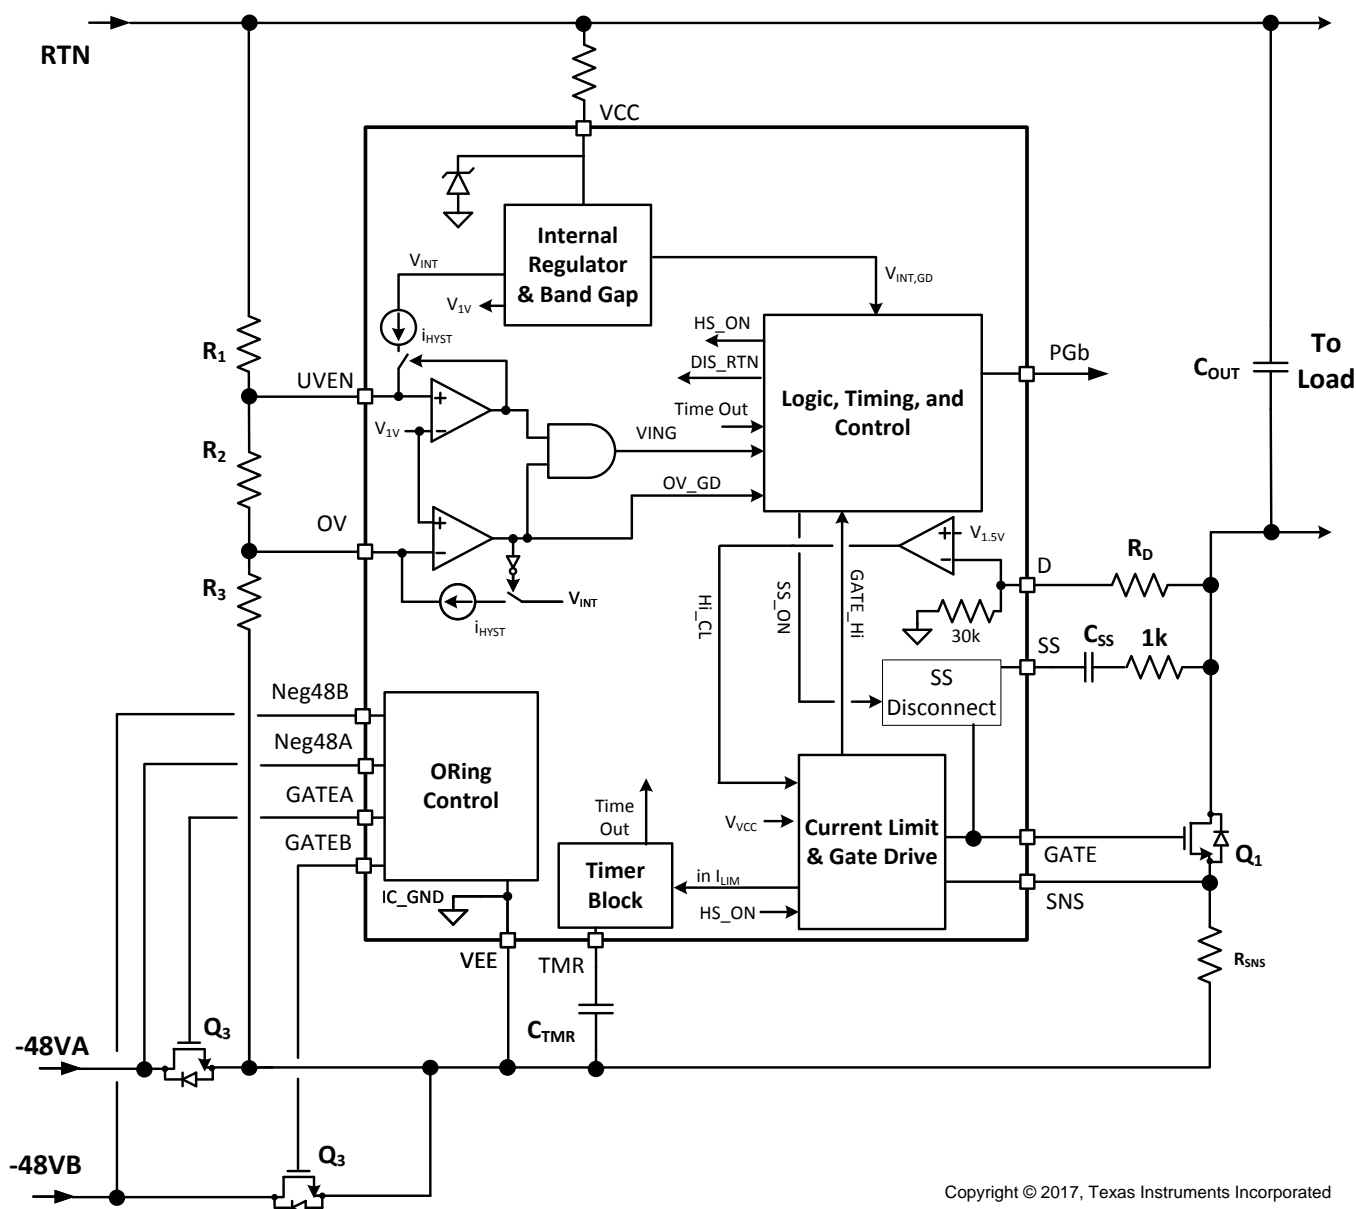 RTN
VCC
Internal
Regulator
& Band Gap
VINT
V1V
iHYST
VINT,GD
HS_ON
DIS_RTN
Time Out
Logic, Timing, and
Control
PGb
COUT
To
Load
R1
UVEN
V1V
VING
R2
OV_GD
OV
V1.5V
D
RD
R3
iHYST
VINT
Hi_CL
SS_ON
GATE_Hi
30k
SS
CSS
1k
SS
Disconnect
Neg48B
Neg48A
GATEA
GATEB
ORing
Control
Time
Out
VVCC
Current Limit
& Gate Drive
GATE
Q1
Timer
Block
in ILIM
HS_ON
SNS
IC_GND
VEE
TMR
RSNS
CTMR
Q3
-48VA
Q3
-48VB
Copyright © 2017, Texas Instruments Incorporated